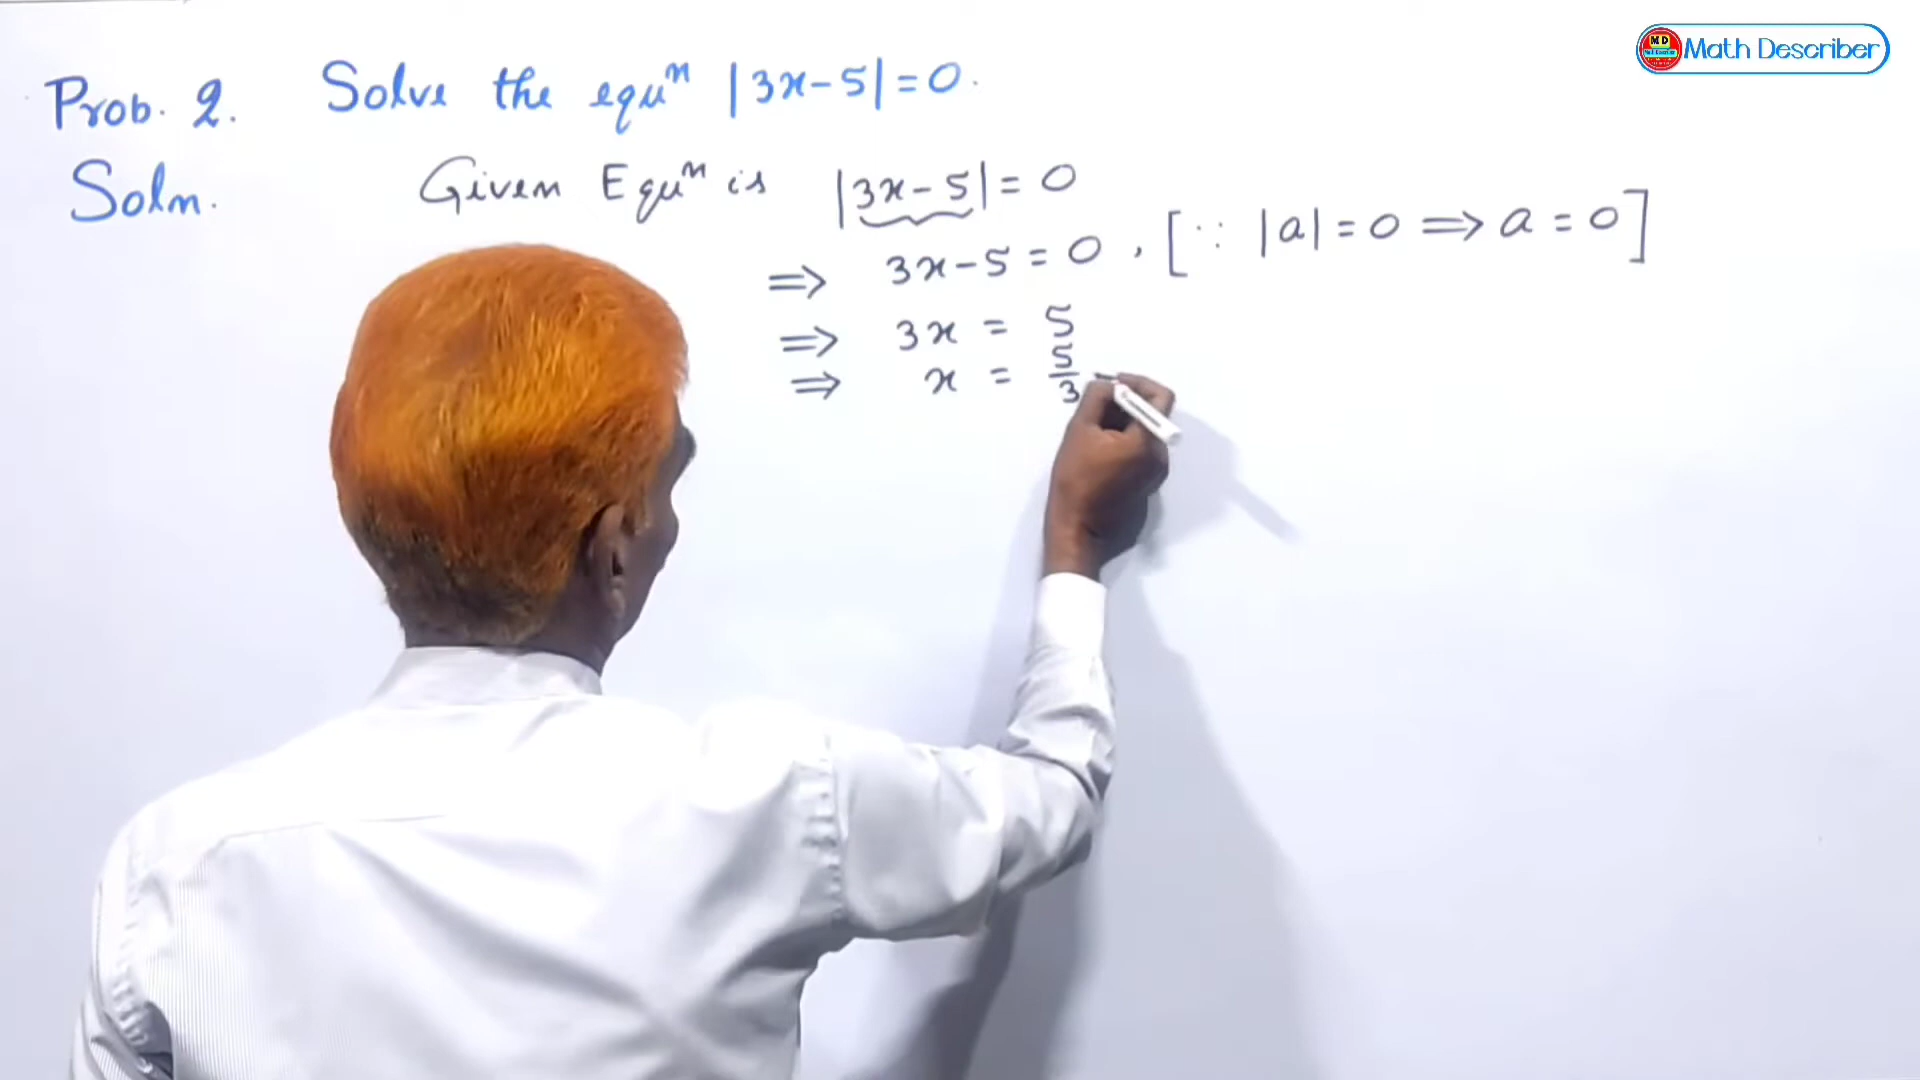 Math Describer
MD
Prob. 2. Solve the equⁿ |3x-5|=0.
Soln. Given Equⁿ is |3x-5|=0
⇒ 3x-5=0, [∵ |a|=0 ⇒ a=0]
⇒ 3x = 5
⇒ x = 5/3